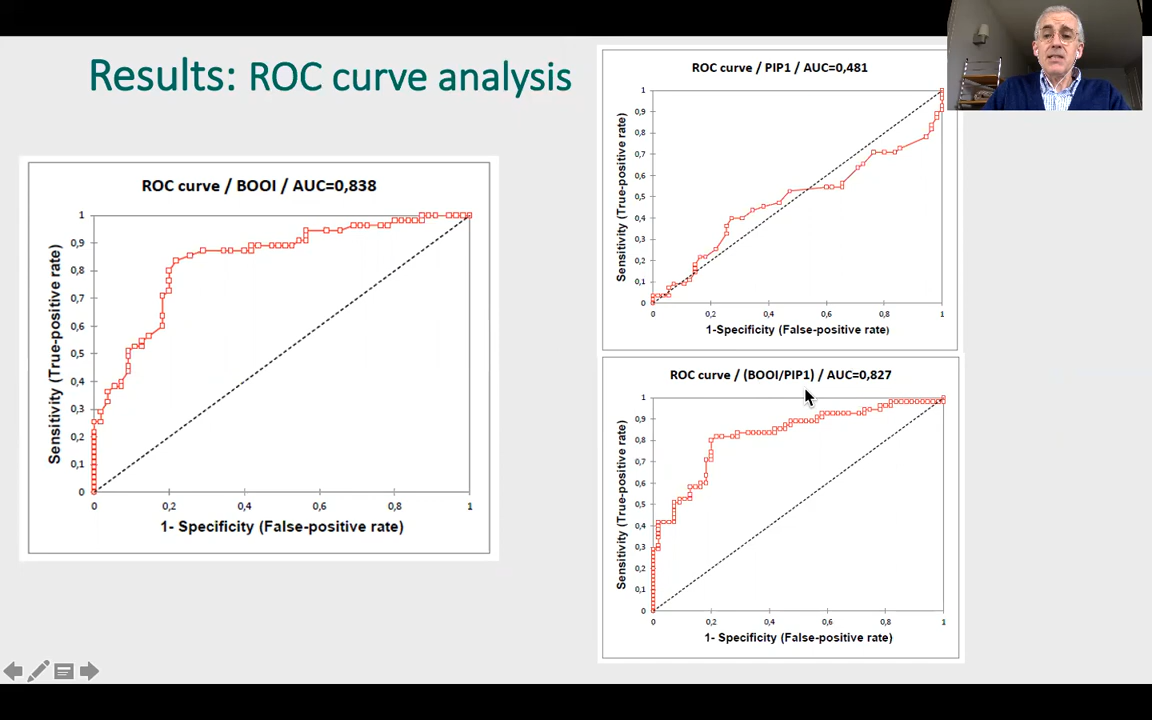 Results: ROC curve analysis
ROC curve / BOOI / AUC=0,838
Sensitivity (True-positive rate)
1
0,9
0,8
0,7
0,6
0,5
0,4
0,3
0,2
0,1
0
0 0,2 0,4 0,6 0,8 1
1- Specificity (False-positive rate)
ROC curve / PIP1 / AUC=0,481
Sensitivity (True-positive rate)
1
0,9
0,8
0,7
0,6
0,5
0,4
0,3
0,2
0,1
0
0 0,2 0,4 0,6 0,8 1
1-Specificity (False-positive rate)
ROC curve / (BOOI/PIP1) / AUC=0,827
Sensitivity (True-positive rate)
1
0,9
0,8
0,7
0,6
0,5
0,4
0,3
0,2
0,1
0
0 0,2 0,4 0,6 0,8 1
1- Specificity (False-positive rate)